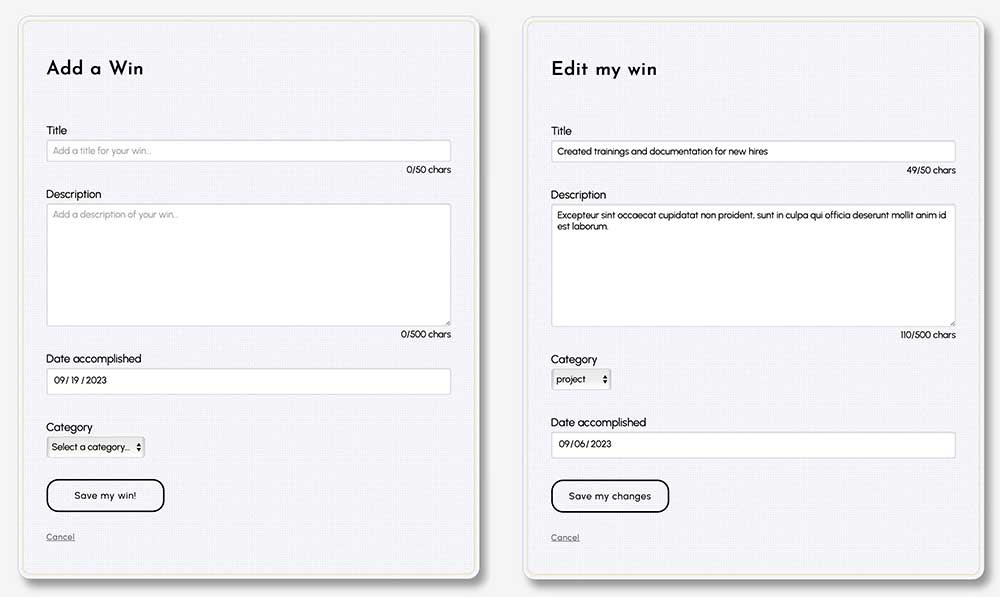 Add a Win
Title
Add a title for your win...
0/50 chars
Description
Add a description of your win...
0/500 chars
Date accomplished
09/ 19 / 2023
Category
Select a category...
Save my win!
Cancel
Edit my win
Title
Created trainings and documentation for new hires
49/50 chars
Description
Excepteur sint occaecat cupidatat non proident, sunt in culpa qui officia deserunt mollit anim id
est laborum.
110/500 chars
Category
project
Date accomplished
09/06/2023
Save my changes
Cancel